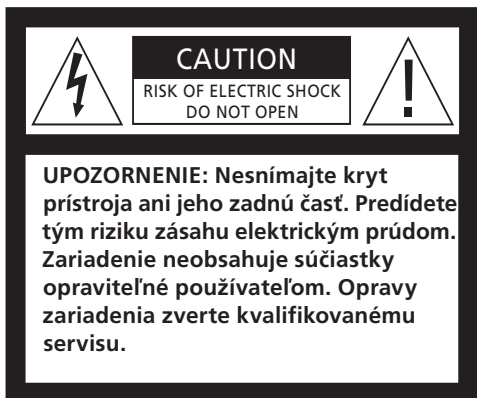 CAUTION
RISK OF ELECTRIC SHOCK
DO NOT OPEN
UPOZORNENIE: Nesnímajte kryt
prístroja ani jeho zadnú časť. Predídete
tým riziku zásahu elektrickým prúdom.
Zariadenie neobsahuje súčiastky
opraviteľné používateľom. Opravy
zariadenia zverte kvalifikovanému
servisu.